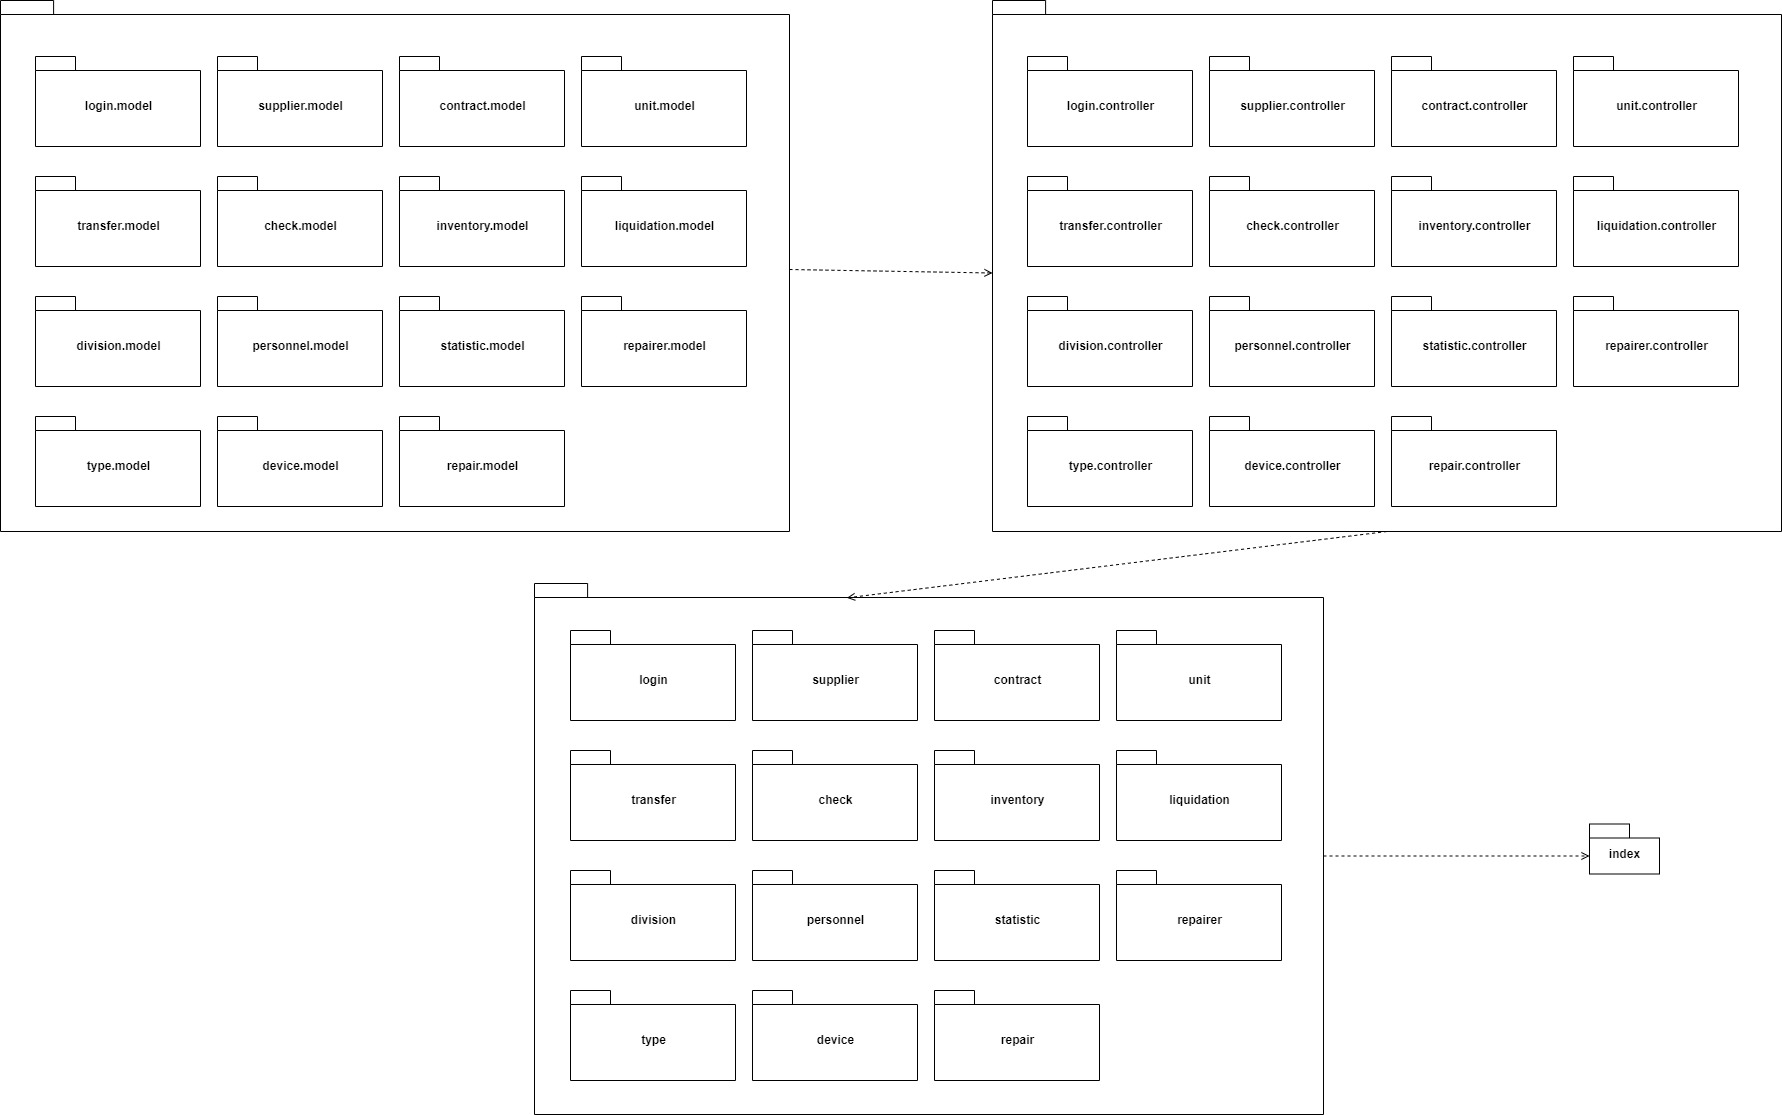 login.model
supplier.model
contract.model
unit.model
transfer.model
check.model
inventory.model
liquidation.model
division.model
personnel.model
statistic.model
repairer.model
type.model
device.model
repair.model
login.controller
supplier.controller
contract.controller
unit.controller
transfer.controller
check.controller
inventory.controller
liquidation.controller
division.controller
personnel.controller
statistic.controller
repairer.controller
type.controller
device.controller
repair.controller
login
supplier
contract
unit
transfer
check
inventory
liquidation
division
personnel
statistic
repairer
type
device
repair
index